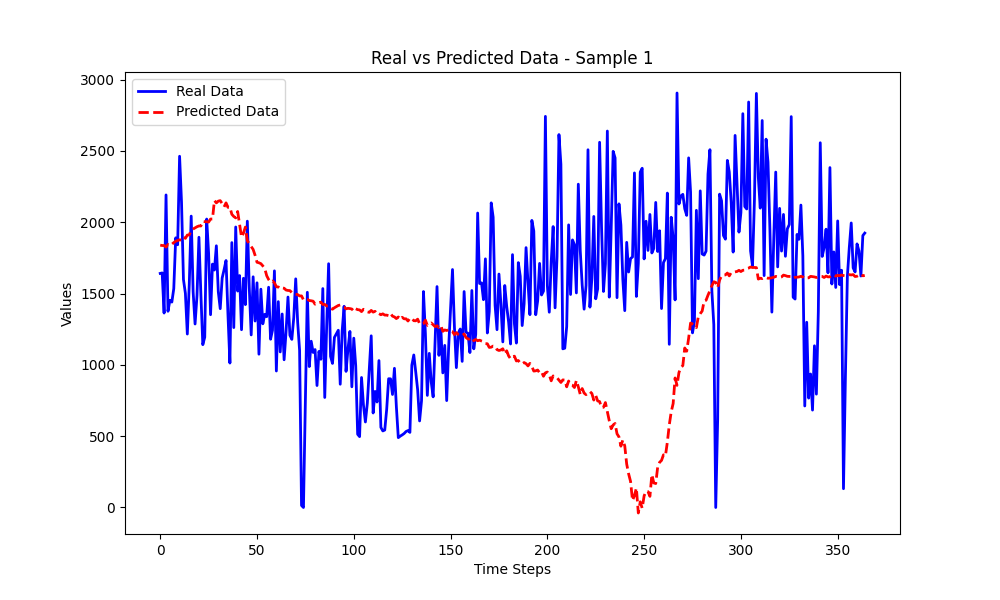 Real vs Predicted Data - Sample 1
Real Data
Predicted Data
Values
3000
2500
2000
1500
1000
500
0
0 50 100 150 200 250 300 350
Time Steps